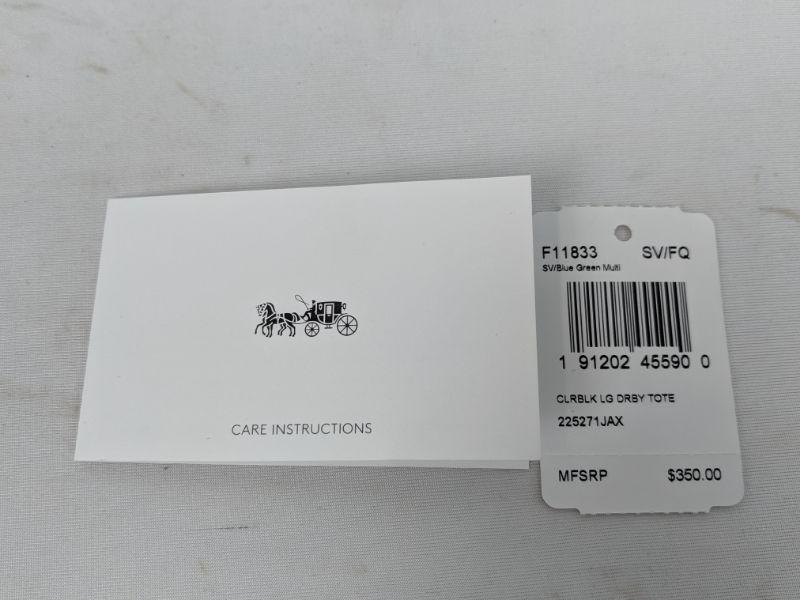 CARE INSTRUCTIONS
F11833 SV/FQ
SV/Blue Green Multi
1 91202 45590 0
CLRBLK LG DRBY TOTE
225271JAX
MFSRP $350.00